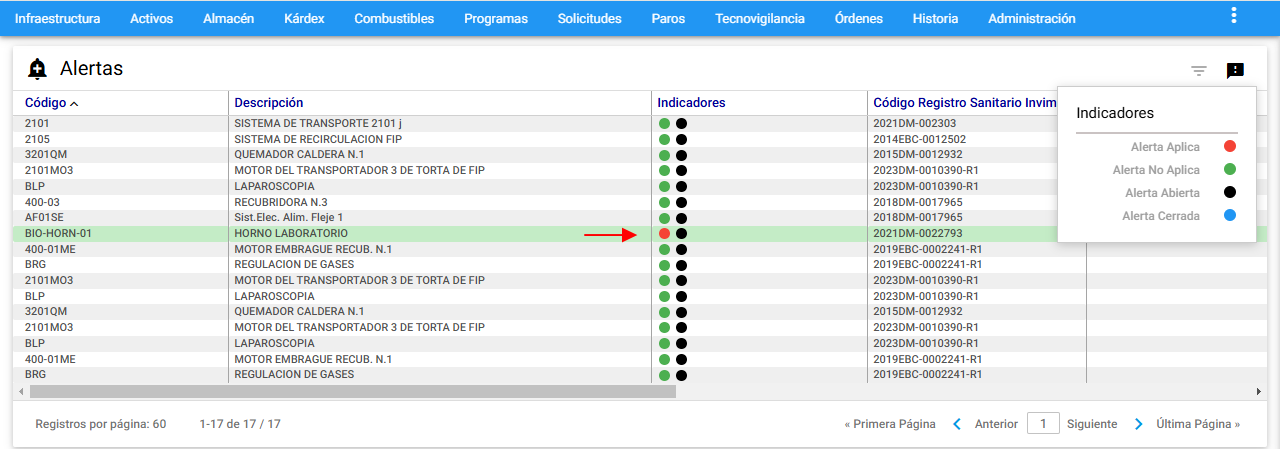 Infraestructura Activos Almacén Kárdex Combustibles Programas Solicitudes Paros Tecnovigilancia Órdenes Historia Administración
Alertas
Código Descripción Indicadores Código Registro Sanitario Invim
Indicadores
Alerta Aplica
Alerta No Aplica
Alerta Abierta
Alerta Cerrada
2101 SISTEMA DE TRANSPORTE 2101 j 2021DM-002303
2105 SISTEMA DE RECIRCULACION FIP 2014EBC-0012502
3201QM QUEMADOR CALDERA N.1 2015DM-0012932
2101MO3 MOTOR DEL TRANSPORTADOR 3 DE TORTA DE FIP 2023DM-0010390-R1
BLP LAPAROSCOPIA 2023DM-0010390-R1
400-03 RECUBRIDORA N.3 2018DM-0017965
AF01SE Sist.Elec. Alim. Fleje 1 2018DM-0017965
BIO-HORN-01 HORNO LABORATORIO 2021DM-0022793
400-01ME MOTOR EMBRAGUE RECUB. N.1 2019EBC-0002241-R1
BRG REGULACION DE GASES 2019EBC-0002241-R1
2101MO3 MOTOR DEL TRANSPORTADOR 3 DE TORTA DE FIP 2023DM-0010390-R1
BLP LAPAROSCOPIA 2023DM-0010390-R1
3201QM QUEMADOR CALDERA N.1 2015DM-0012932
2101MO3 MOTOR DEL TRANSPORTADOR 3 DE TORTA DE FIP 2023DM-0010390-R1
BLP LAPAROSCOPIA 2023DM-0010390-R1
400-01ME MOTOR EMBRAGUE RECUB. N.1 2019EBC-0002241-R1
BRG REGULACION DE GASES 2019EBC-0002241-R1
Registros por página: 60 1-17 de 17 / 17 « Primera Página Anterior 1 Siguiente Última Página »